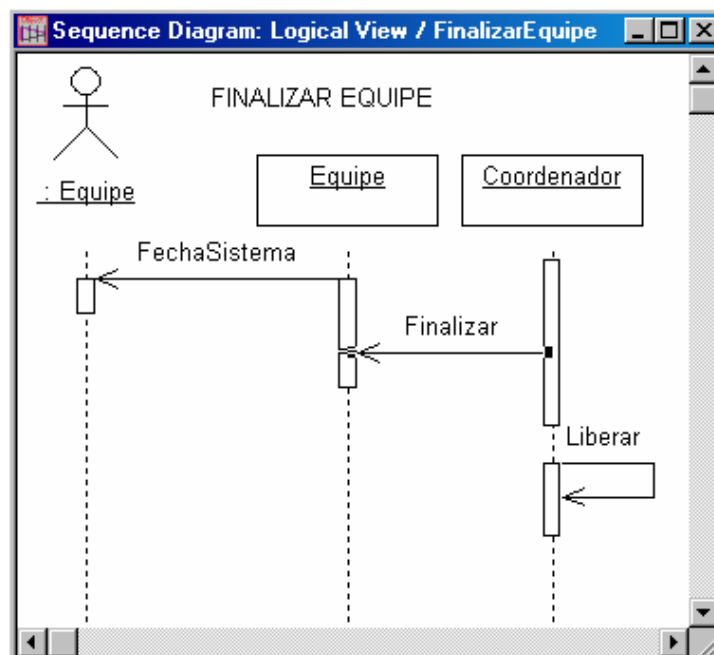 Sequence Diagram: Logical View / FinalizarEquipe
FINALIZAR EQUIPE
: Equipe
Equipe
Coordenador
FechaSistema
Finalizar
Liberar